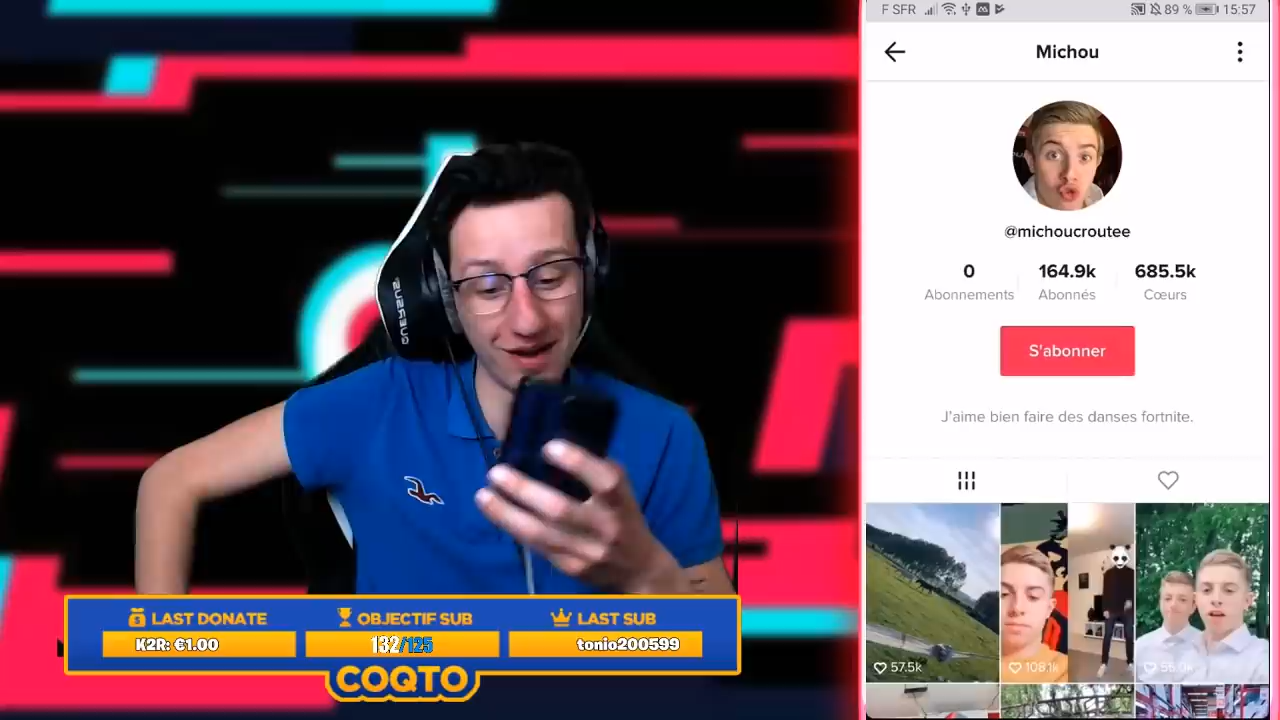 F SFR
89 %
15:57
Michou
@michoucroutee
0
164.9k
685.5k
Abonnements
Abonnés
Cœurs
S'abonner
J'aime bien faire des danses fortnite.
57.5k
108.1k
QUERSUS
LAST DONATE
OBJECTIF SUB
LAST SUB
K2R: €1.00
132/125
tonio200599
COQTO